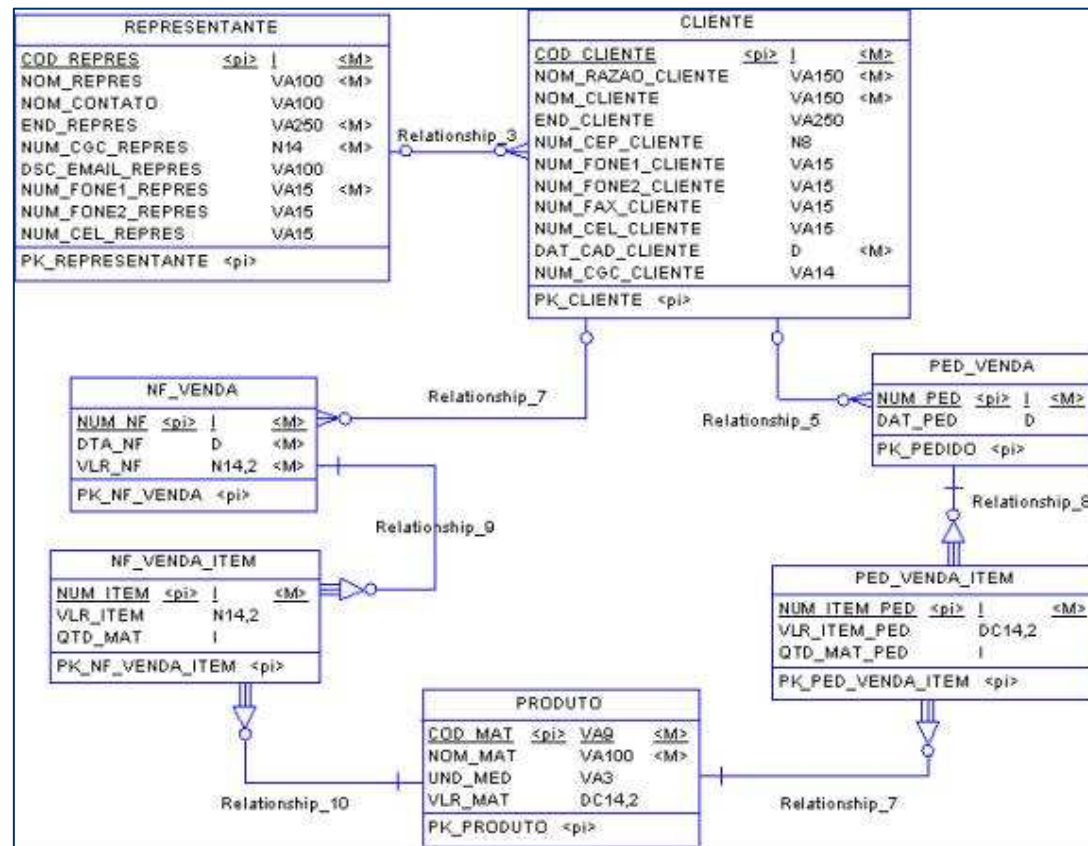 REPRESENTANTE
COD_REPRES <pi> I <M>
NOM_REPRES VA100 <M>
NOM_CONTATO VA100
END_REPRES VA250 <M>
NUM_CGC_REPRES N14 <M>
DSC_EMAIL_REPRES VA100
NUM_FONE1_REPRES VA15 <M>
NUM_FONE2_REPRES VA15
NUM_CEL_REPRES VA15
PK_REPRESENTANTE <pi>
Relationship_3
CLIENTE
COD_CLIENTE <pi> I <M>
NOM_RAZAO_CLIENTE VA150 <M>
NOM_CLIENTE VA150 <M>
END_CLIENTE VA250
NUM_CEP_CLIENTE N8
NUM_FONE1_CLIENTE VA15
NUM_FONE2_CLIENTE VA15
NUM_FAX_CLIENTE VA15
NUM_CEL_CLIENTE VA15
DAT_CAD_CLIENTE D <M>
NUM_CGC_CLIENTE VA14
PK_CLIENTE <pi>
NF_VENDA
NUM_NF <pi> I <M>
DTA_NF D <M>
VLR_NF N14,2 <M>
PK_NF_VENDA <pi>
Relationship_7
Relationship_5
PED_VENDA
NUM_PED <pi> I <M>
DAT_PED D
PK_PEDIDO <pi>
Relationship_8
Relationship_9
NF_VENDA_ITEM
NUM_ITEM <pi> I <M>
VLR_ITEM N14,2
QTD_MAT I
PK_NF_VENDA_ITEM <pi>
PED_VENDA_ITEM
NUM_ITEM_PED <pi> I <M>
VLR_ITEM_PED DC14,2
QTD_MAT_PED I
PK_PED_VENDA_ITEM <pi>
PRODUTO
COD_MAT <pi> VA9 <M>
NOM_MAT VA100 <M>
UND_MED VA3
VLR_MAT DC14,2
PK_PRODUTO <pi>
Relationship_10
Relationship_7